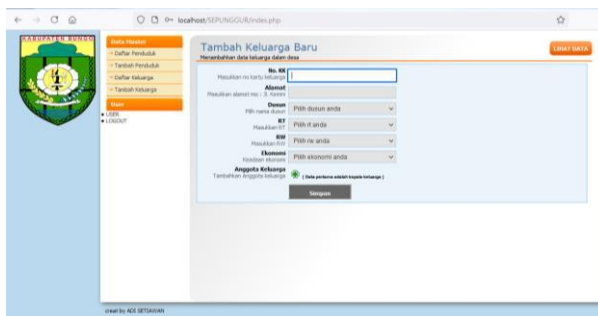 localhost/SEPUNGGUR/index.php
KABUPATEN BUNGO
Data Master
Daftar Penduduk
Tambah Penduduk
Daftar Keluarga
Tambah Keluarga
User
USER
LOGOUT
Tambah Keluarga Baru
Menambahkan data keluarga dalam desa
LIHAT DATA
No. KK
Masukkan no kartu keluarga
Alamat
Masukkan alamat mis : Jl. Kemiri
Dusun
Pilih nama dusun
Pilih dusun anda
RT
Masukkan RT
Pilih rt anda
RW
Masukkan RW
Pilih rw anda
Ekonomi
Keadaan ekonomi
Pilih ekonomi anda
Anggota Keluarga
Tambahkan Anggota keluarga
( Data pertama adalah kepala keluarga )
Simpan
creat by ADI SETIAWAN